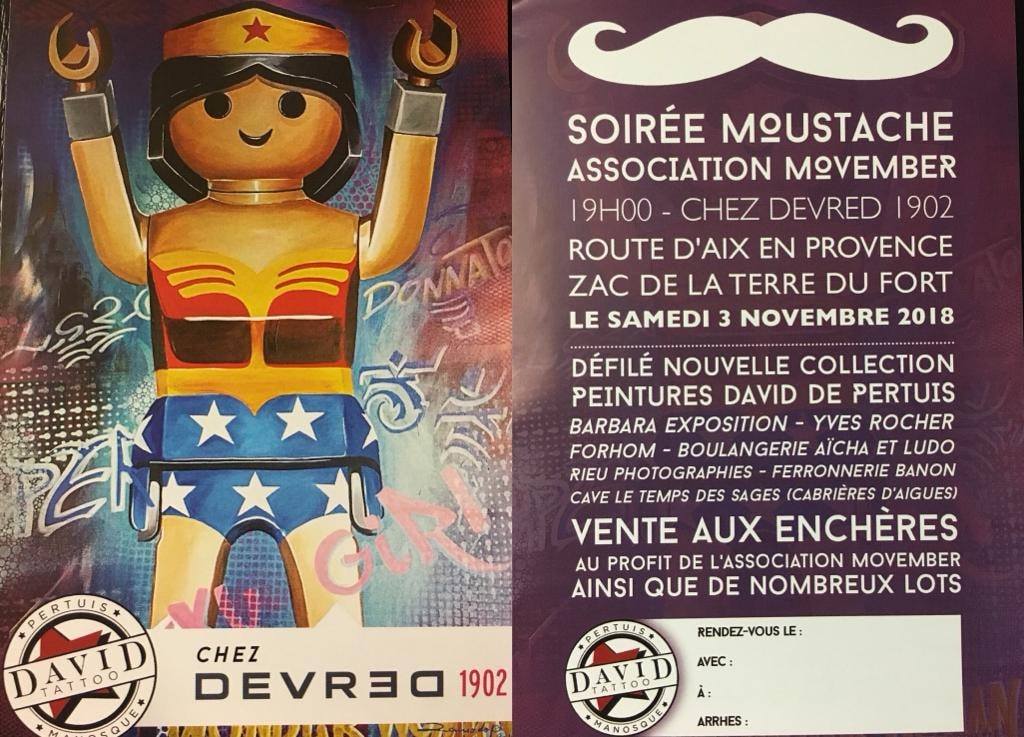 DONNATO
GIRL
PERTUIS
DAVID
TATTOO
MANOSQUE
CHEZ
DEVRED 1902
SOIRÉE MOUSTACHE
ASSOCIATION MOVEMBER
19H00 - CHEZ DEVRED 1902
ROUTE D'AIX EN PROVENCE
ZAC DE LA TERRE DU FORT
LE SAMEDI 3 NOVEMBRE 2018
DÉFILÉ NOUVELLE COLLECTION
PEINTURES DAVID DE PERTUIS
BARBARA EXPOSITION - YVES ROCHER
FORHOM - BOULANGERIE AÏCHA ET LUDO
RIEU PHOTOGRAPHIES - FERRONNERIE BANON
CAVE LE TEMPS DES SAGES (CABRIÈRES D'AIGUES)
VENTE AUX ENCHÈRES
AU PROFIT DE L'ASSOCIATION MOVEMBER
AINSI QUE DE NOMBREUX LOTS
PERTUIS
DAVID
TATTOO
MANOSQUE
RENDEZ-VOUS LE :
AVEC :
À :
ARRHES :